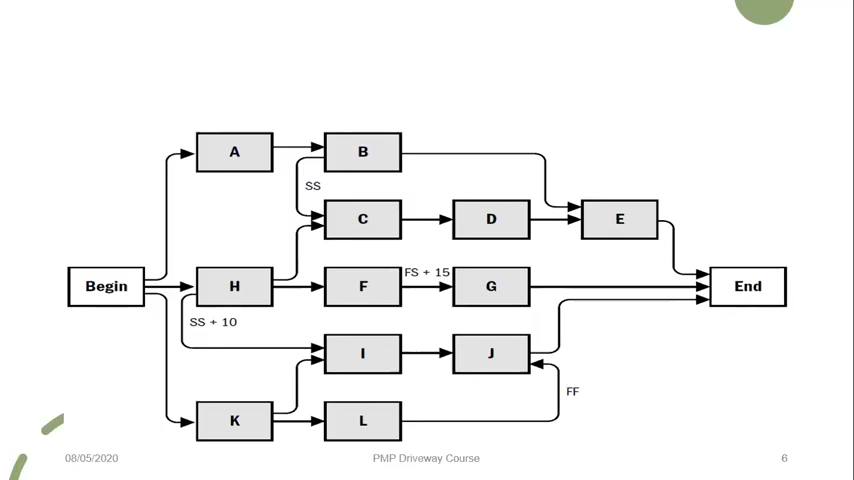 A
B
SS
C
D
E
Begin
H
F
FS + 15
G
End
SS + 10
I
J
FF
K
L
08/05/2020
PMP Driveway Course
6